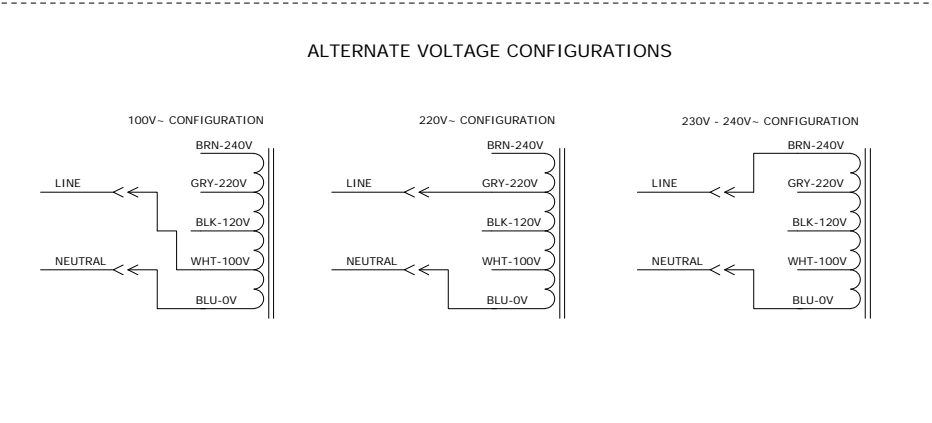 ALTERNATE VOLTAGE CONFIGURATIONS
100V~ CONFIGURATION
BRN-240V
LINE
GRY-220V
BLK-120V
NEUTRAL
WHT-100V
BLU-0V
220V~ CONFIGURATION
BRN-240V
LINE
GRY-220V
BLK-120V
NEUTRAL
WHT-100V
BLU-0V
230V - 240V~ CONFIGURATION
BRN-240V
LINE
GRY-220V
BLK-120V
NEUTRAL
WHT-100V
BLU-0V